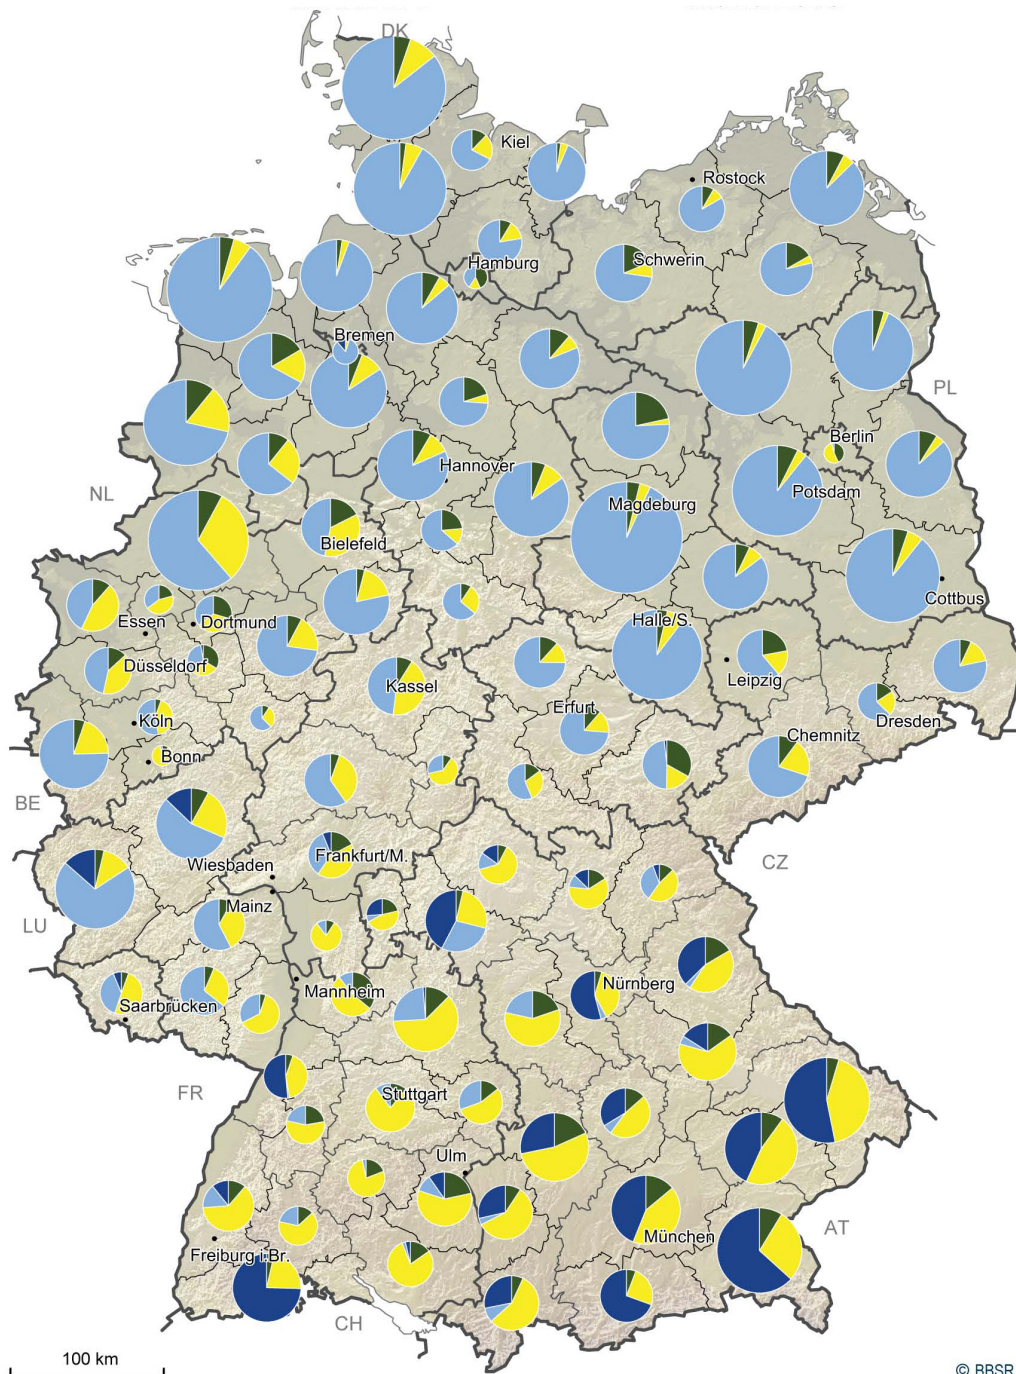 DK
Kiel
Rostock
Hamburg
Schwerin
Bremen
PL
Berlin
Hannover
NL
Potsdam
Magdeburg
Bielefeld
Cottbus
Essen
Dortmund
Halle/S.
Düsseldorf
Leipzig
Kassel
Erfurt
Dresden
Köln
Chemnitz
Bonn
BE
Frankfurt/M.
Wiesbaden
CZ
Mainz
LU
Nürnberg
Mannheim
Saarbrücken
FR
Stuttgart
Ulm
AT
München
Freiburg i.Br.
CH
100 km
© BBSR